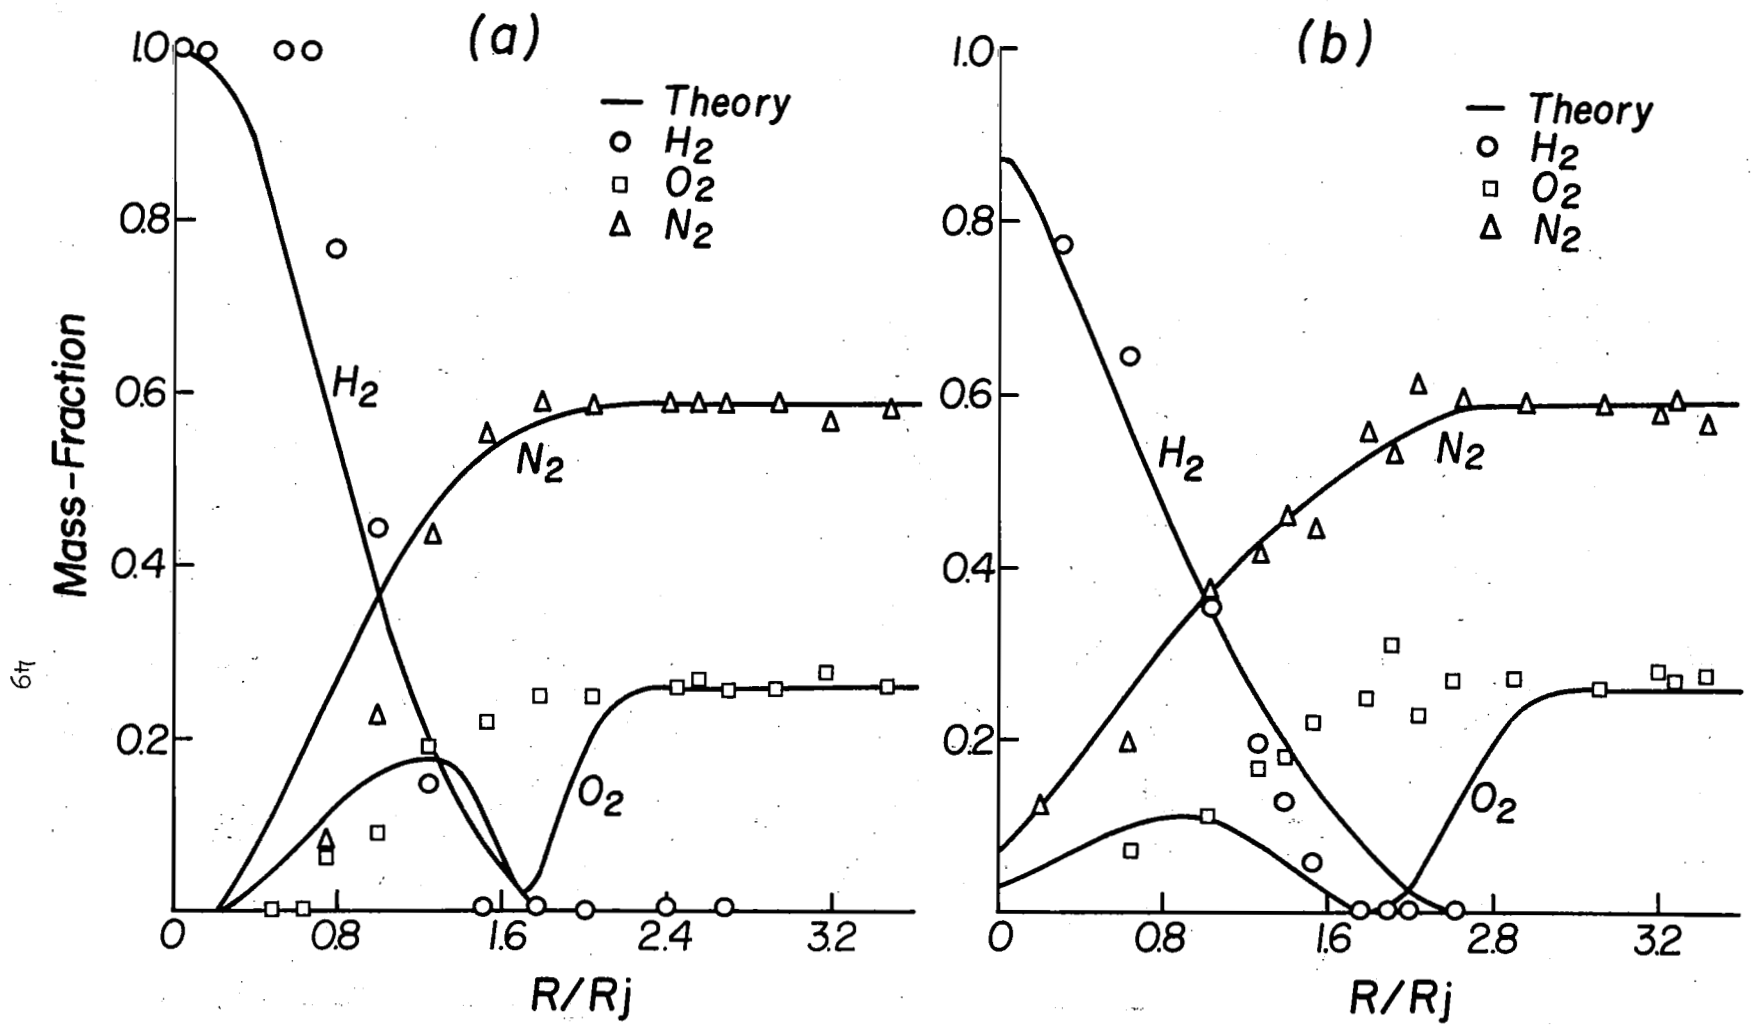 (a)
1.0
0.8
0.6
0.4
0.2
0
0.8
1.6
2.4
3.2
Mass-Fraction
R/Rj
— Theory
○ H2
□ O2
△ N2
H2
N2
O2
(b)
1.0
0.8
0.6
0.4
0.2
0
0.8
1.6
2.8
3.2
R/Rj
— Theory
○ H2
□ O2
△ N2
H2
N2
O2
49